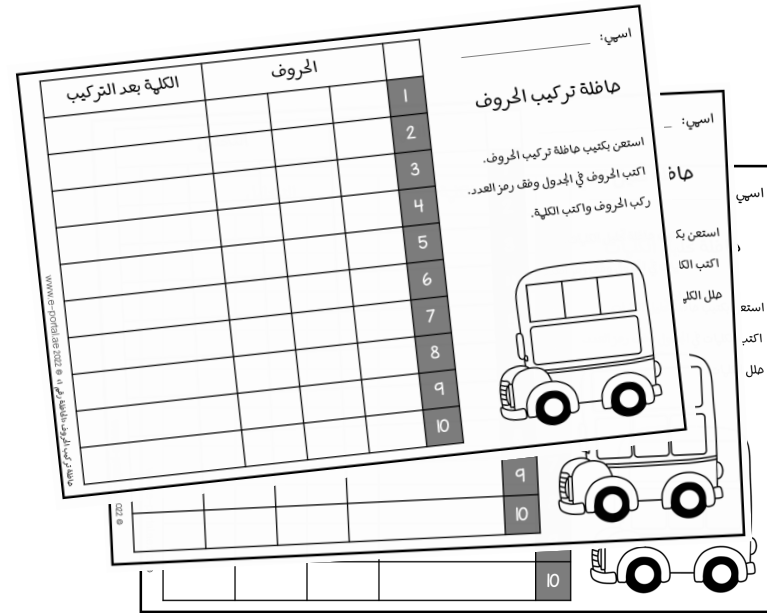 اسمي:
حافلة تركيب الحروف
استعن بكتيب حافلة تركيب الحروف.
اكتب الحروف في الجدول وفق رمز العدد.
ركب الحروف واكتب الكلمة.
الحروف
الكلمة بعد التركيب
1
2
3
4
5
6
7
8
9
10
www.e-portal.ae 2022 ©
اسمي:
حاف
استعن بك
اكتب الكا
حلل الكل
9
10
022 ©
اسمي
استع
اكتب
حلل
10